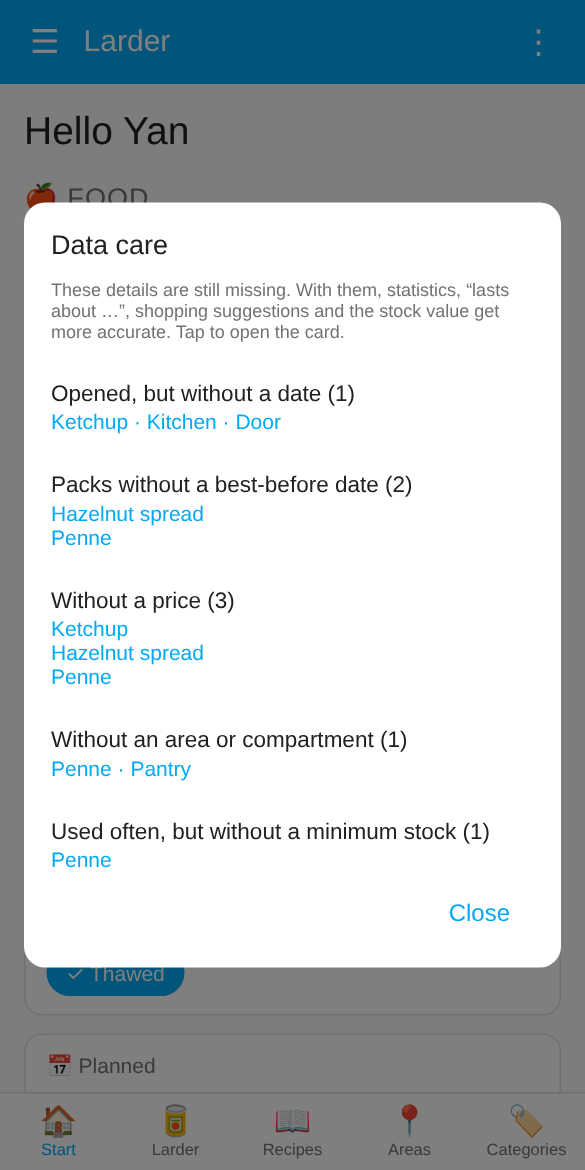 Larder
Hello Yan
FOOD
Data care
These details are still missing. With them, statistics, “lasts
about …”, shopping suggestions and the stock value get
more accurate. Tap to open the card.
Opened, but without a date (1)
Ketchup · Kitchen · Door
Packs without a best-before date (2)
Hazelnut spread
Penne
Without a price (3)
Ketchup
Hazelnut spread
Penne
Without an area or compartment (1)
Penne · Pantry
Used often, but without a minimum stock (1)
Penne
Close
Thawed
Planned
Start
Larder
Recipes
Areas
Categories